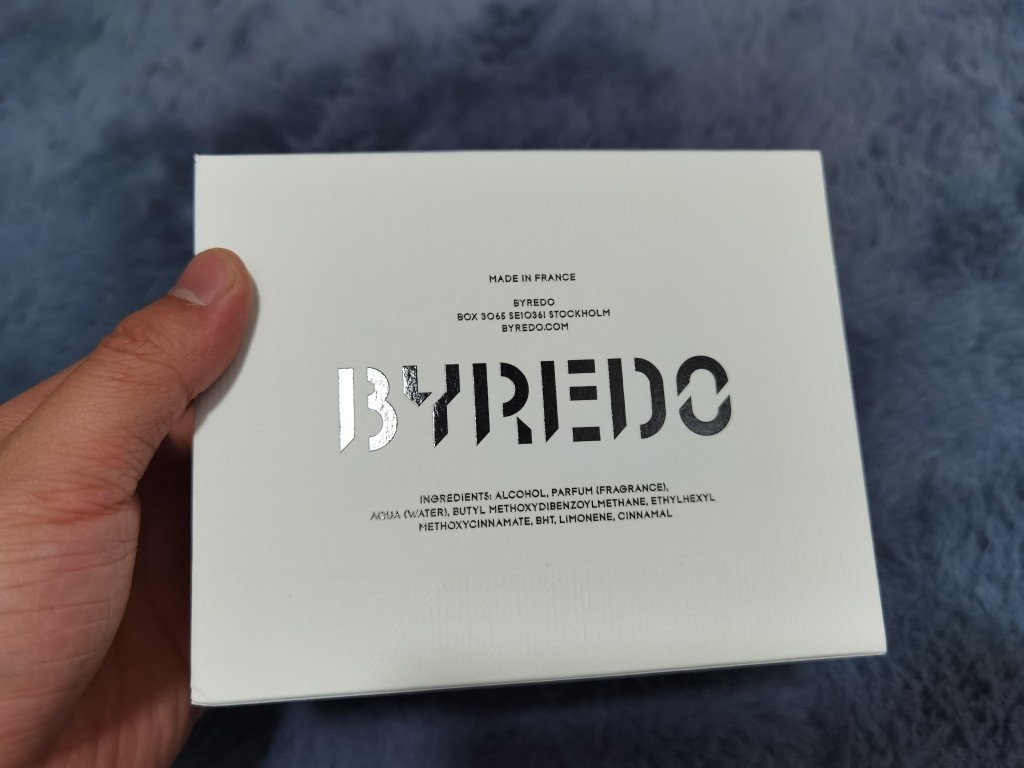 MADE IN FRANCE
BYREDO
BOX 3065 SE10361 STOCKHOLM
BYREDO.COM
BYREDO
INGREDIENTS: ALCOHOL, PARFUM (FRAGRANCE),
AQUA (WATER), BUTYL METHOXYDIBENZOYLMETHANE, ETHYLHEXYL
METHOXYCINNAMATE, BHT, LIMONENE, CINNAMAL